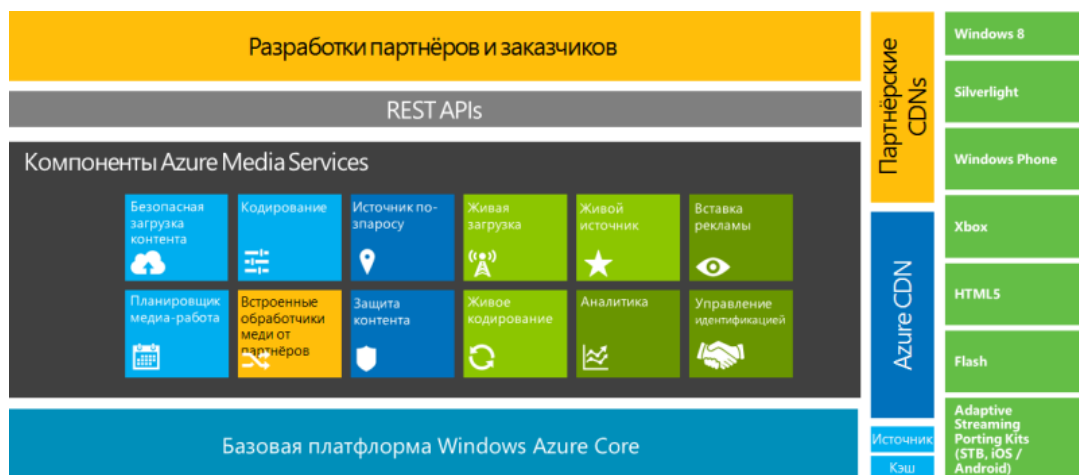 Разработки партнёров и заказчиков
REST APIs
Компоненты Azure Media Services
Безопасная
загрузка
контента
Кодирование
Источник по-
зпаросу
Живая
загрузка
Живой
источник
Вставка
рекламы
Планировщик
медиа-работа
Встроенные
обработчики
меди от
партнёров
Защита
контента
Живое
кодирование
Аналитика
Управление
идентификацией
Базовая платфлорма Windows Azure Core
Партнёрские
CDNs
Azure CDN
Источник
Кэш
Windows 8
Silverlight
Windows Phone
Xbox
HTML5
Flash
Adaptive
Streaming
Porting Kits
(STB, iOS /
Android)